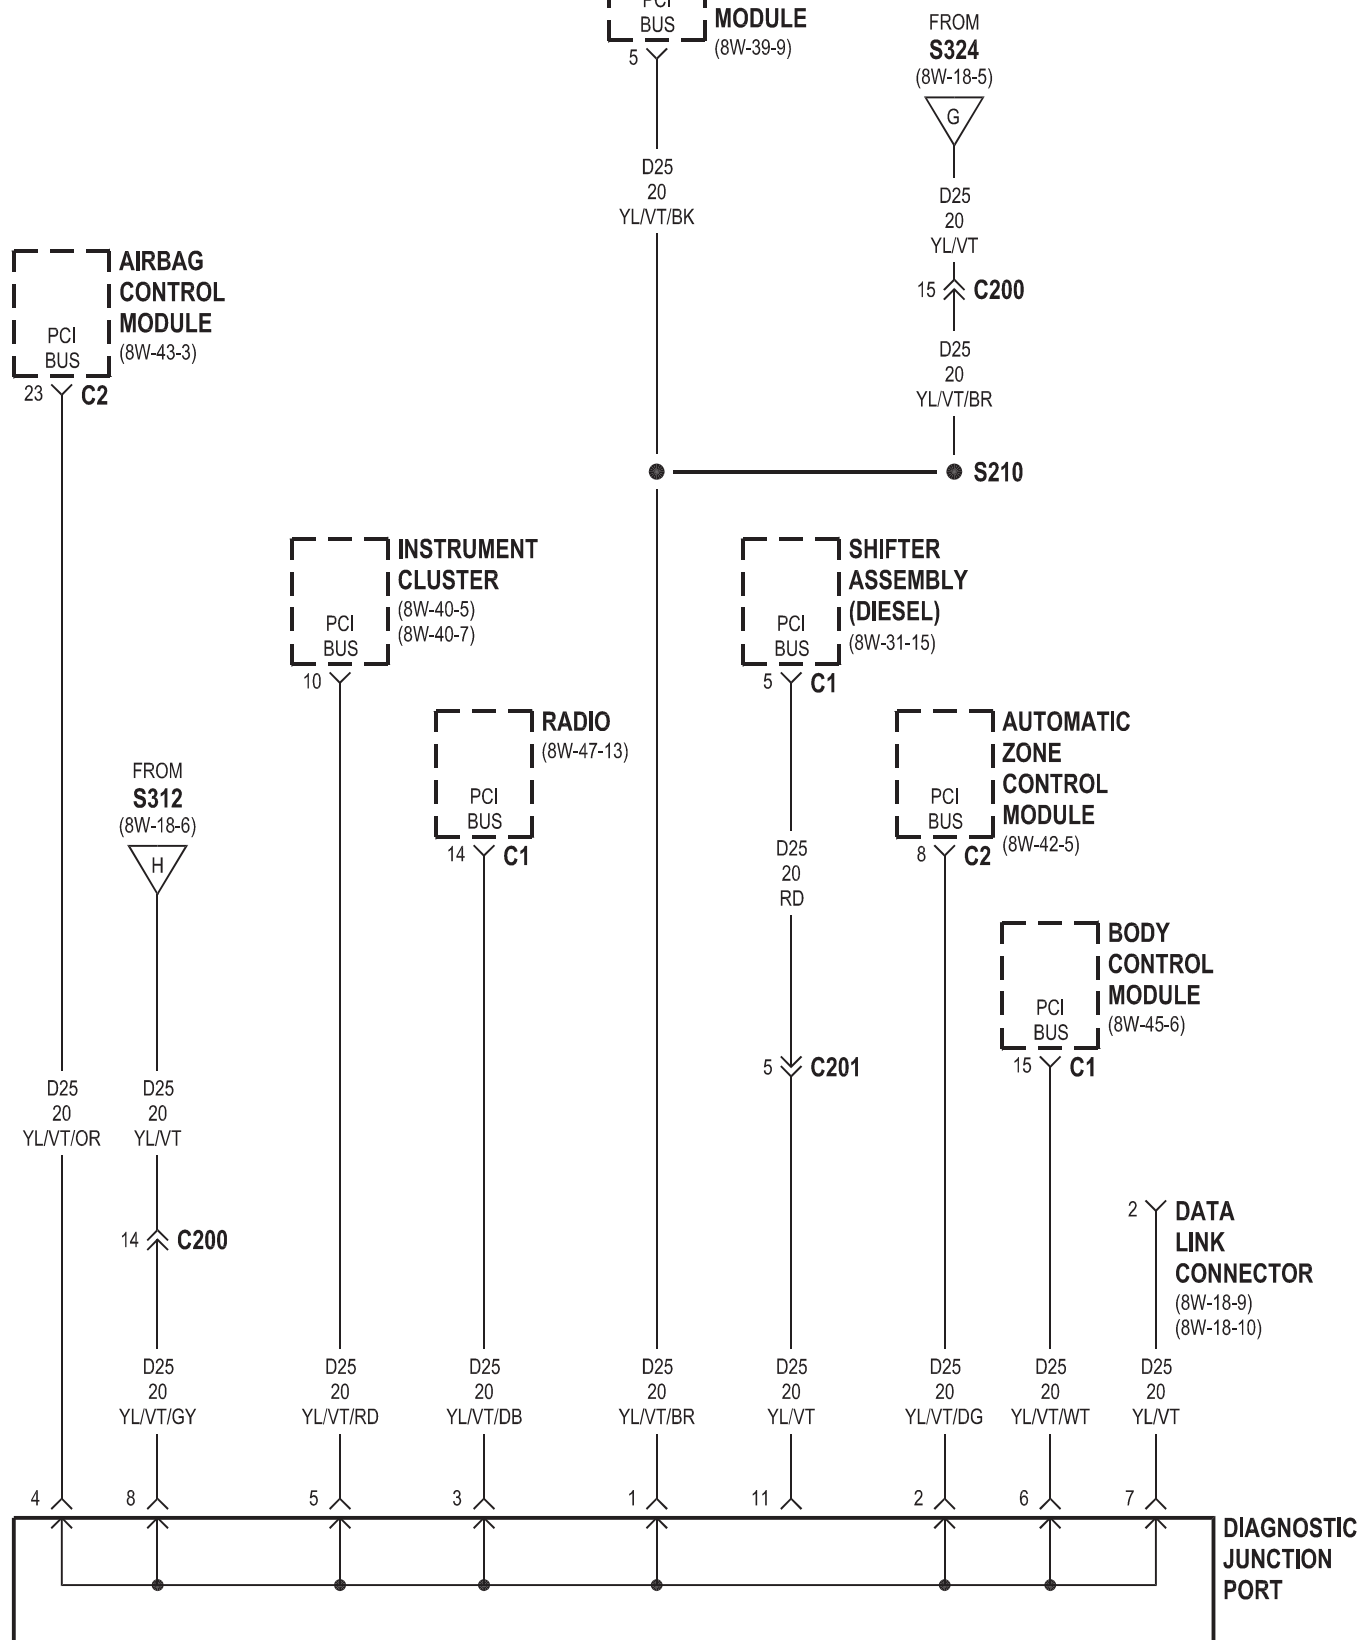 PCI
BUS
MODULE
(8W-39-9)
5
D25
20
YL/VT/BK
FROM
S324
(8W-18-5)
G
D25
20
YL/VT
15
C200
D25
20
YL/VT/BR
S210
AIRBAG
CONTROL
MODULE
(8W-43-3)
PCI
BUS
23
C2
INSTRUMENT
CLUSTER
(8W-40-5)
(8W-40-7)
PCI
BUS
10
SHIFTER
ASSEMBLY
(DIESEL)
(8W-31-15)
PCI
BUS
5
C1
RADIO
(8W-47-13)
PCI
BUS
14
C1
AUTOMATIC
ZONE
CONTROL
MODULE
(8W-42-5)
PCI
BUS
8
C2
FROM
S312
(8W-18-6)
H
D25
20
RD
BODY
CONTROL
MODULE
(8W-45-6)
PCI
BUS
15
C1
5
C201
D25
20
YL/VT/OR
D25
20
YL/VT
14
C200
2
DATA
LINK
CONNECTOR
(8W-18-9)
(8W-18-10)
D25
20
YL/VT/GY
D25
20
YL/VT/RD
D25
20
YL/VT/DB
D25
20
YL/VT/BR
D25
20
YL/VT
D25
20
YL/VT/DG
D25
20
YL/VT/WT
D25
20
YL/VT
4
8
5
3
1
11
2
6
7
DIAGNOSTIC
JUNCTION
PORT